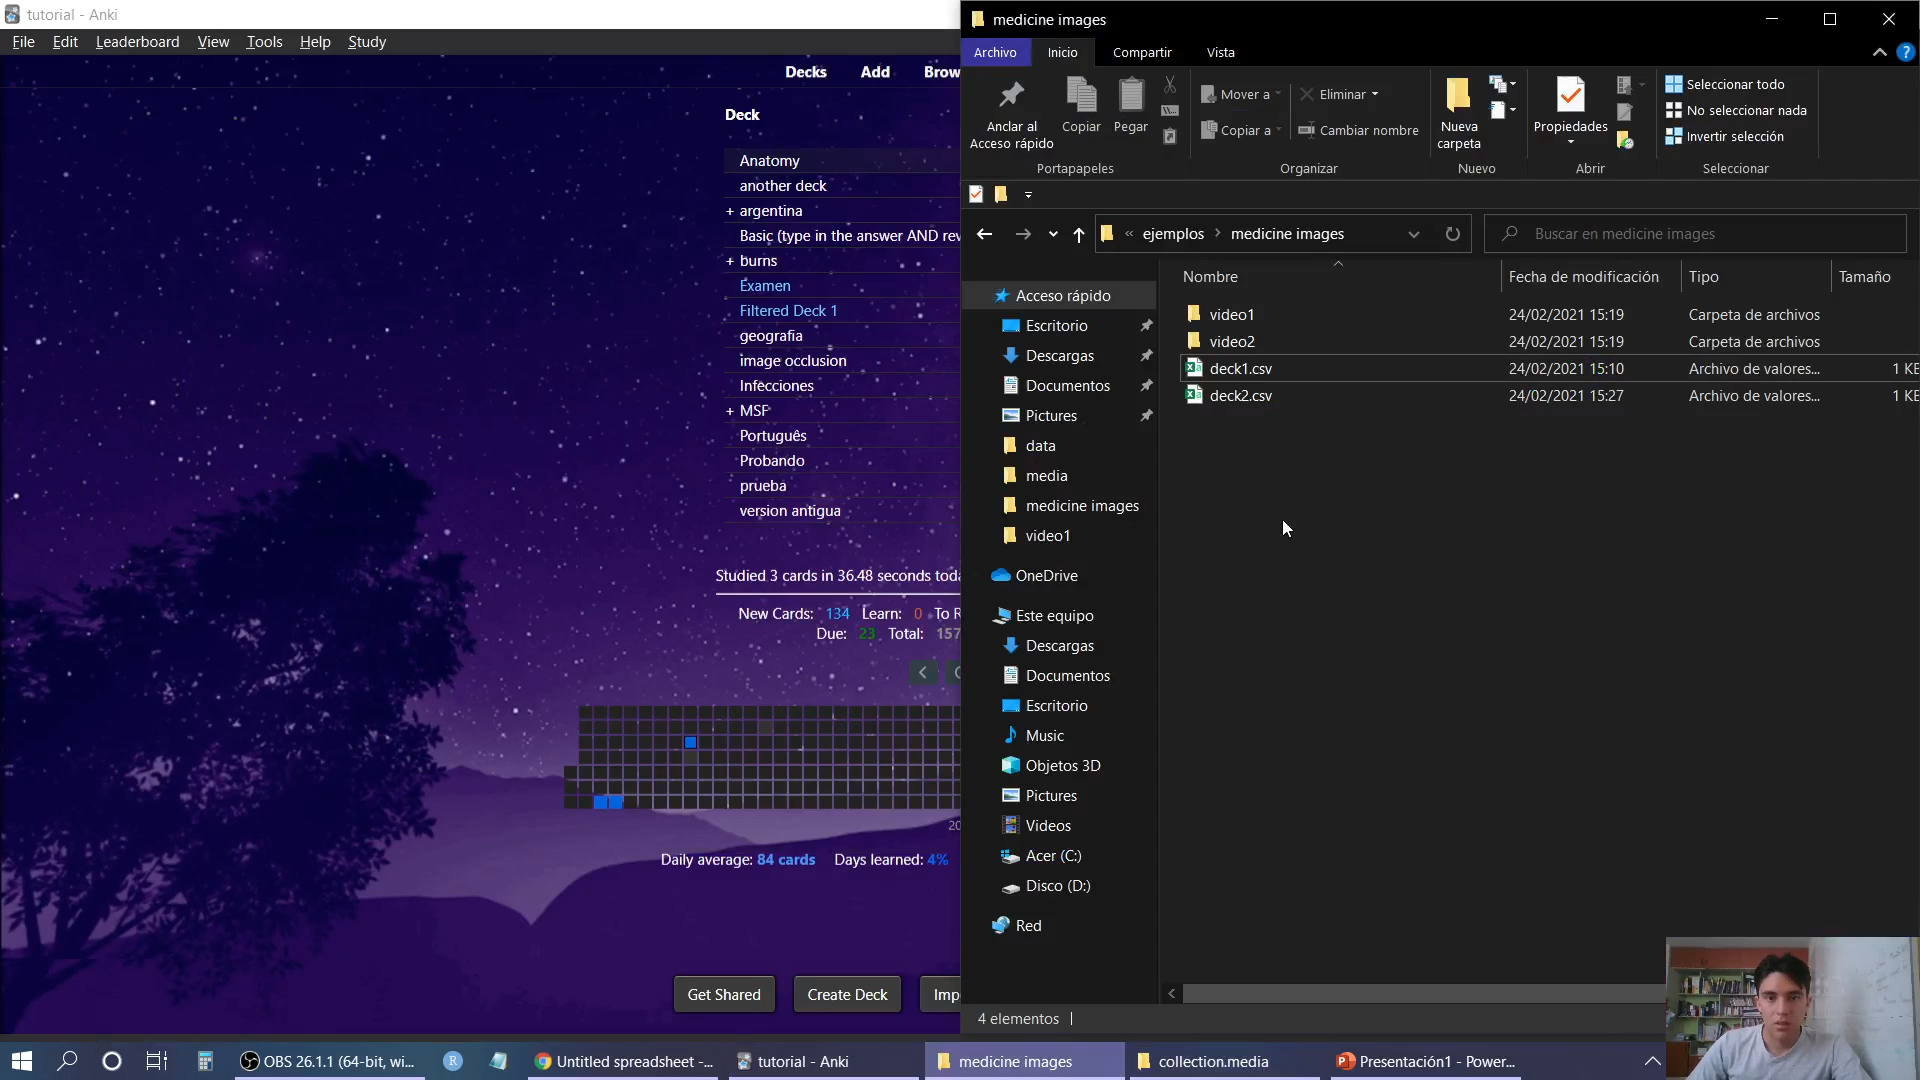 tutorial - Anki
File Edit Leaderboard View Tools Help Study
Decks Add Brow
Deck
Anatomy
another deck
+ argentina
Basic (type in the answer AND rev
+ burns
Examen
Filtered Deck 1
geografia
image occlusion
Infecciones
+ MSF
Português
Probando
prueba
version antigua
Studied 3 cards in 36.48 seconds toda
New Cards: 134 Learn: 0 To R
Due: 23 Total: 157
20
Daily average: 84 cards Days learned: 4%
Get Shared Create Deck Imp
medicine images
Archivo Inicio Compartir Vista
Anclar al
Acceso rápido
Copiar
Pegar
Portapapeles
Mover a
Copiar a
Eliminar
Cambiar nombre
Organizar
Nueva
carpeta
Nuevo
Propiedades
Abrir
Seleccionar todo
No seleccionar nada
Invertir selección
Seleccionar
« ejemplos > medicine images
Buscar en medicine images
Nombre Fecha de modificación Tipo Tamaño
video1 24/02/2021 15:19 Carpeta de archivos
video2 24/02/2021 15:19 Carpeta de archivos
deck1.csv 24/02/2021 15:10 Archivo de valores... 1 KB
deck2.csv 24/02/2021 15:27 Archivo de valores... 1 KB
Acceso rápido
Escritorio
Descargas
Documentos
Pictures
data
media
medicine images
video1
OneDrive
Este equipo
Descargas
Documentos
Escritorio
Music
Objetos 3D
Pictures
Videos
Acer (C:)
Disco (D:)
Red
4 elementos
OBS 26.1.1 (64-bit, wi...
R
Untitled spreadsheet -...
tutorial - Anki
medicine images
collection.media
Presentación1 - Power...